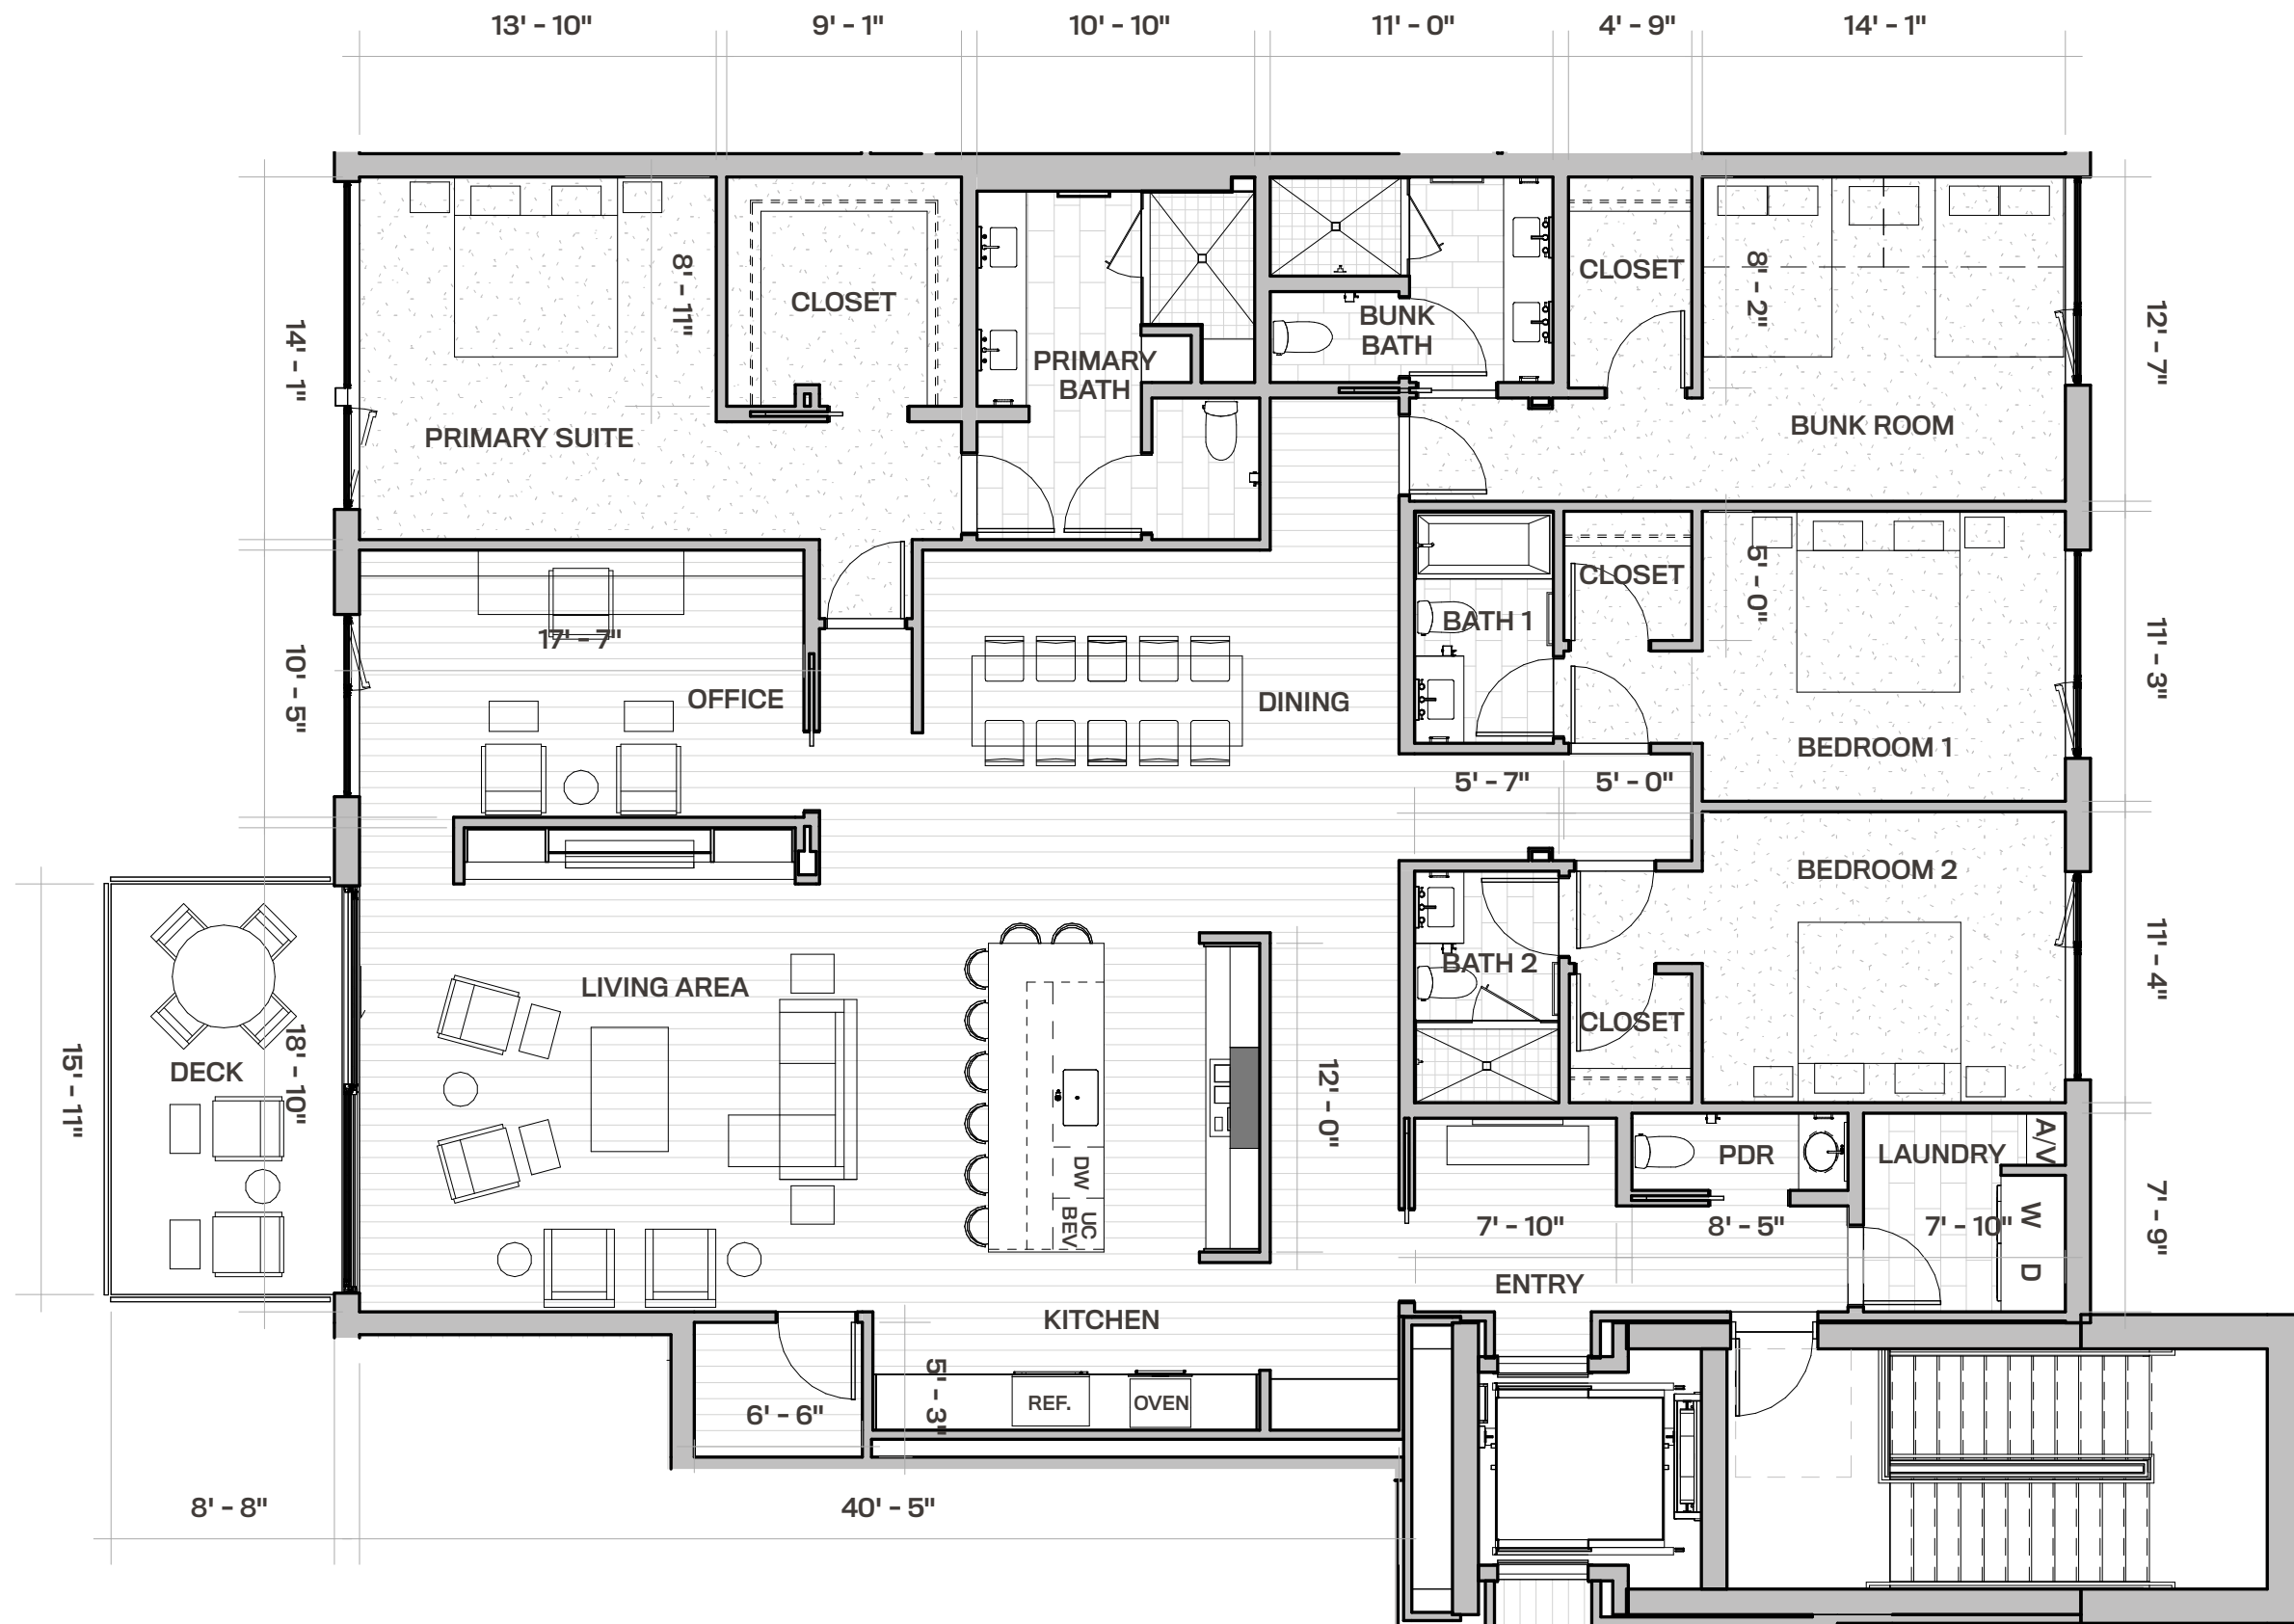 13' - 10"
9' - 1"
10' - 10"
11' - 0"
4' - 9"
14' - 1"
8' - 11"
CLOSET
CLOSET
8' - 2"
14' - 1"
BUNK
BATH
12' - 7"
PRIMARY
BATH
PRIMARY SUITE
BUNK ROOM
CLOSET
5' - 0"
17' - 7"
BATH 1
10' - 5"
11' - 3"
OFFICE
DINING
BEDROOM 1
5' - 7"
5' - 0"
BEDROOM 2
BATH 2
11' - 4"
LIVING AREA
CLOSET
DECK
18' - 10"
15' - 11"
12' - 0"
DW
UC
BEV
PDR
LAUNDRY
A/V
7' - 10"
8' - 5"
7' - 10"
W
D
7' - 9"
ENTRY
KITCHEN
5' - 3"
6' - 6"
REF.
OVEN
8' - 8"
40' - 5"